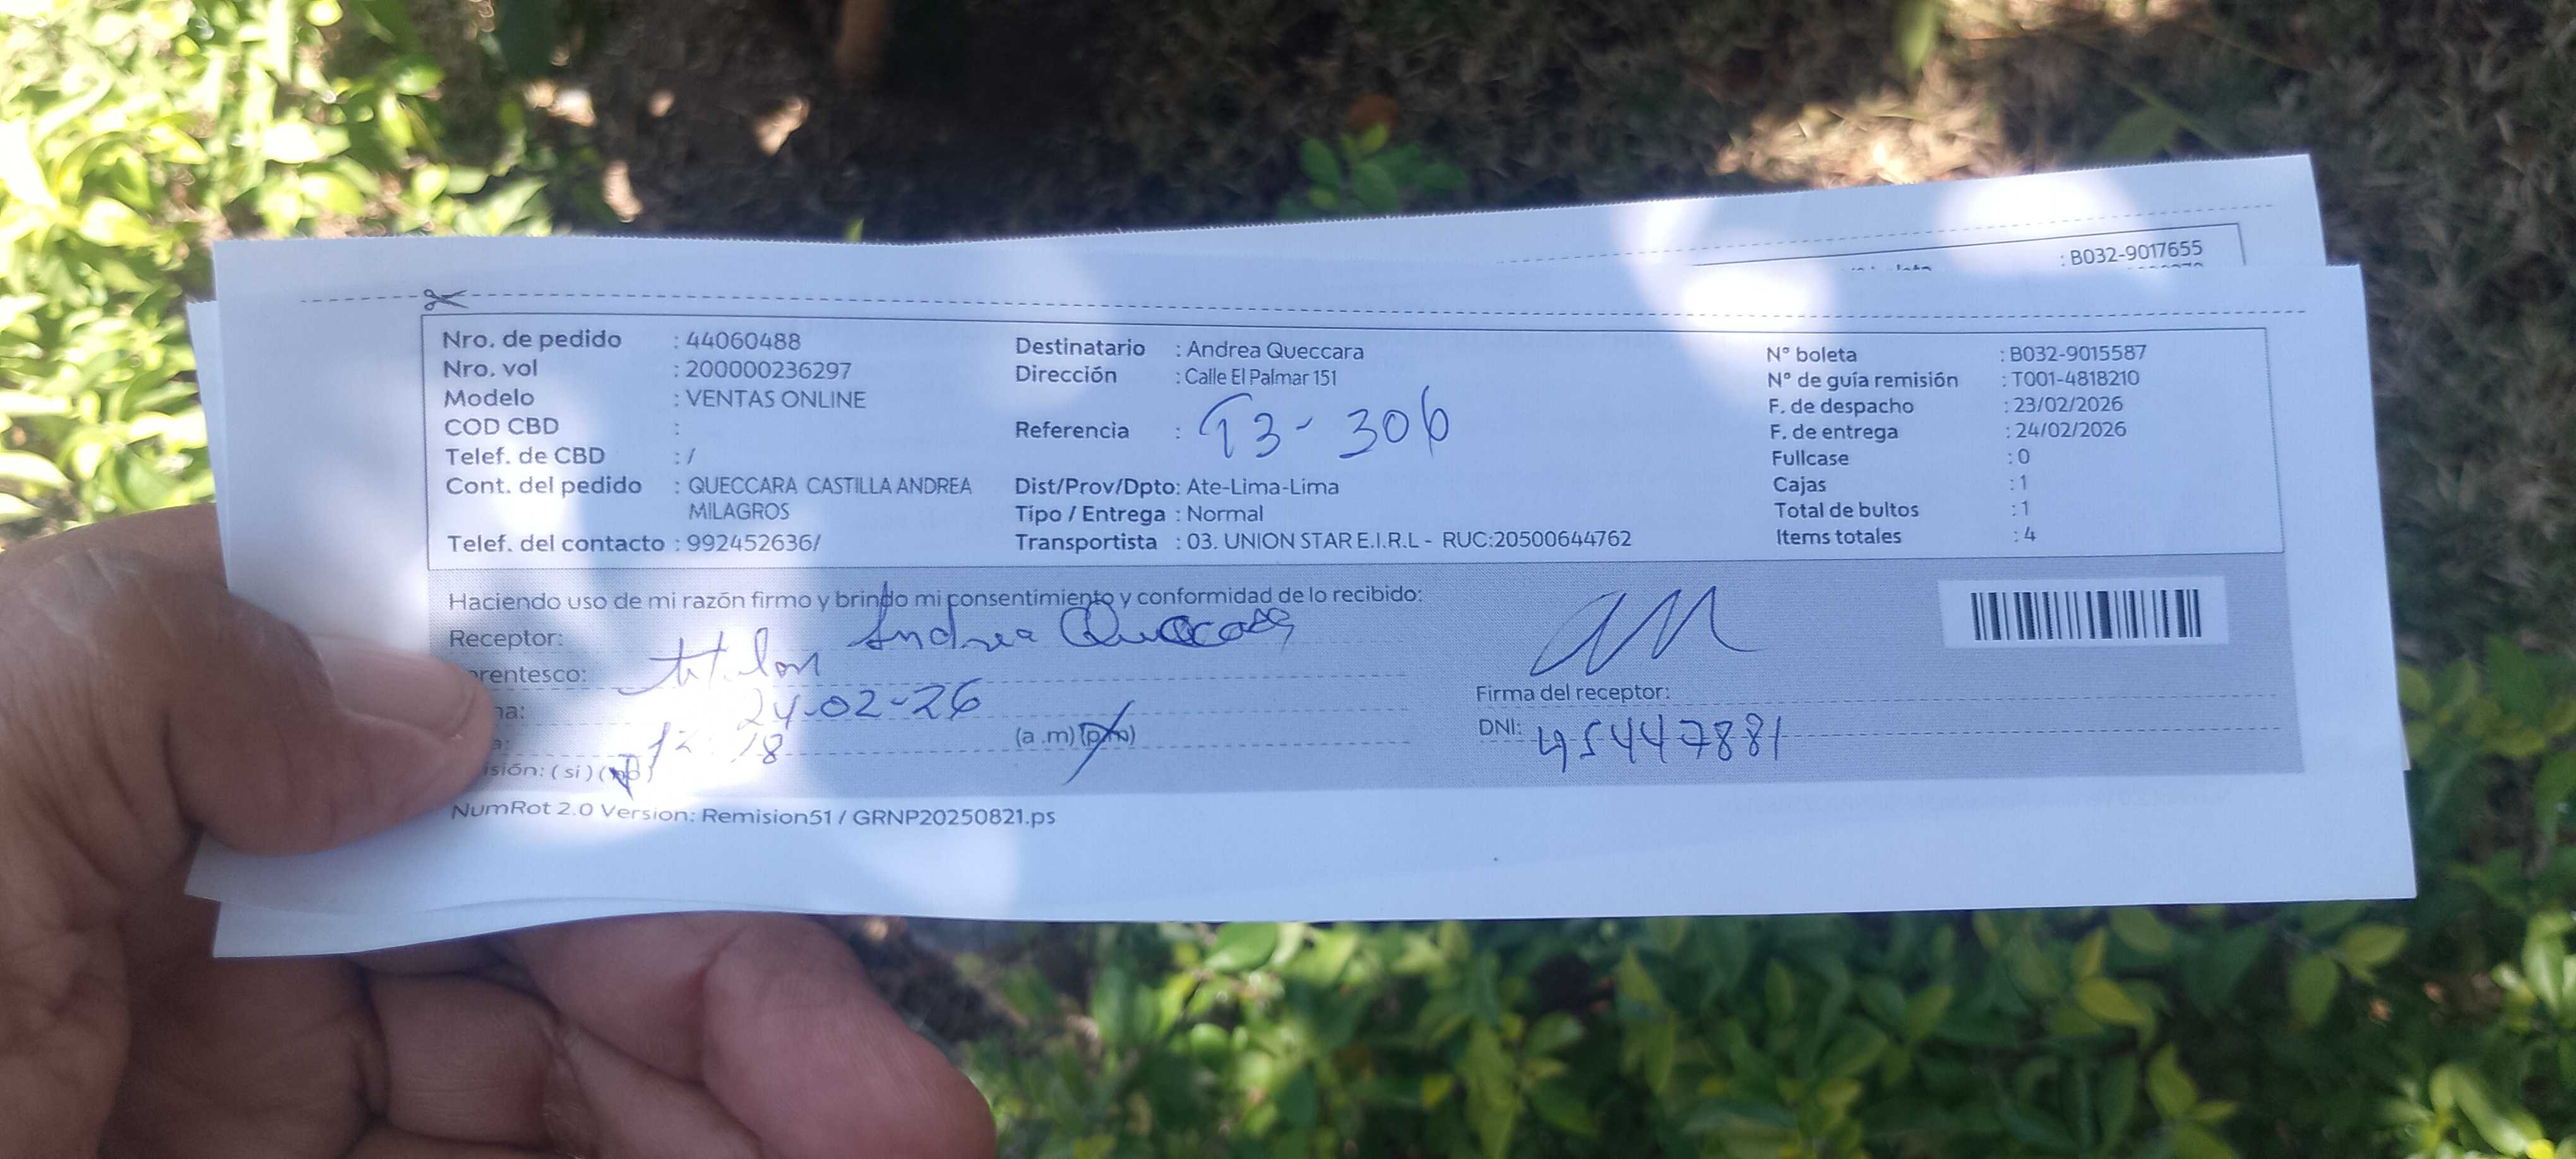 : B032-9017655
Nro. de pedido : 44060488
Nro. vol : 200000236297
Modelo : VENTAS ONLINE
COD CBD :
Telef. de CBD : /
Cont. del pedido : QUECCARA CASTILLA ANDREA
MILAGROS
Telef. del contacto : 992452636/
Destinatario : Andrea Queccara
Dirección : Calle El Palmar 151
Referencia : T3-306
Dist/Prov/Dpto: Ate-Lima-Lima
Tipo / Entrega : Normal
Transportista : 03. UNION STAR E.I.R.L - RUC:20500644762
N° boleta : B032-9015587
N° de guía remisión : T001-4818210
F. de despacho : 23/02/2026
F. de entrega : 24/02/2026
Fullcase : 0
Cajas : 1
Total de bultos : 1
Items totales : 4
Haciendo uso de mi razón firmo y brindo mi consentimiento y conformidad de lo recibido:
Receptor: Andrea
rentesco: titular
a: 24-02-26
12:18 (a.m) (p.m)
isión: (si) (no)
Firma del receptor:
DNI: 45447881
NumRot 2.0 Version: Remision51 / GRNP20250821.ps